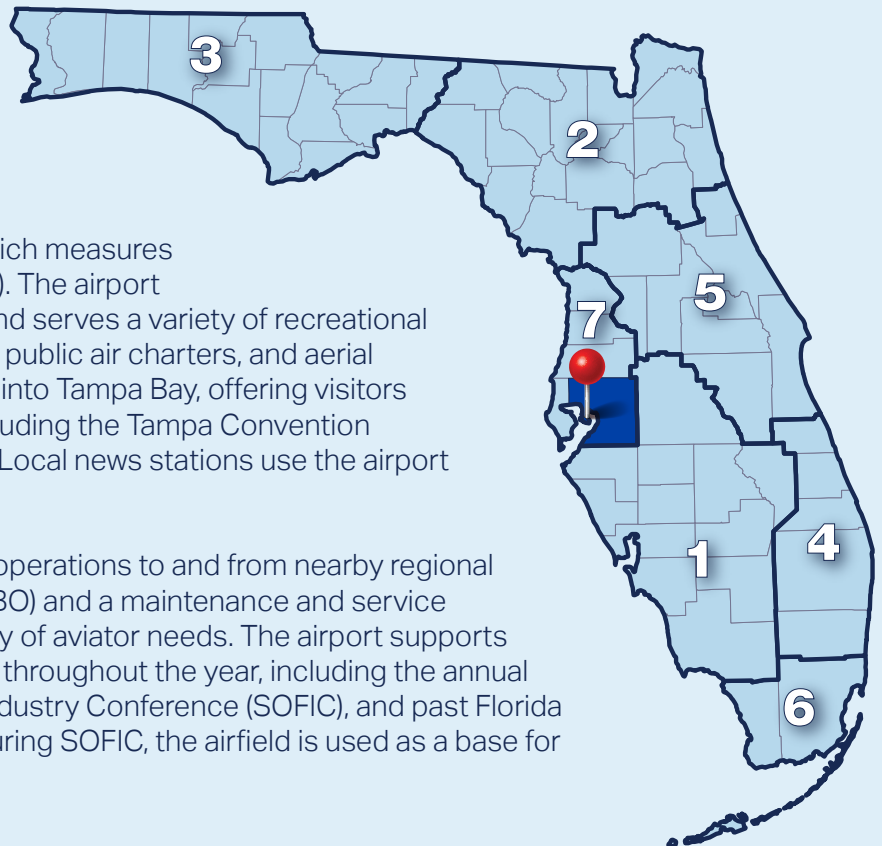 3
2
ich measures
). The airport
nd serves a variety of recreational
5
public air charters, and aerial
7
into Tampa Bay, offering visitors
uding the Tampa Convention
Local news stations use the airport
operations to and from nearby regional
1
4
BO) and a maintenance and service
y of aviator needs. The airport supports
throughout the year, including the annual
dustry Conference (SOFIC), and past Florida
6
uring SOFIC, the airfield is used as a base for